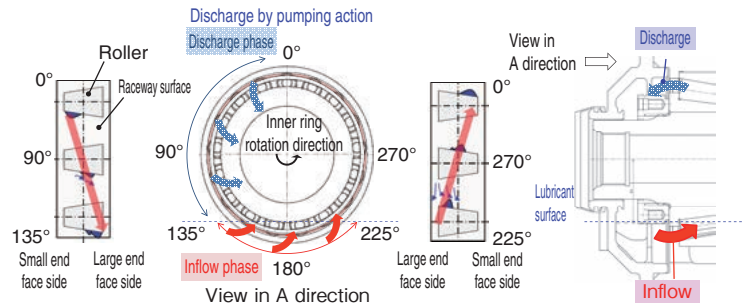 Discharge by pumping action
Discharge phase
0°
Roller
Raceway surface
0°
90°
135°
Small end
face side
Large end
face side
90°
Inner ring
rotation direction
270°
135°
225°
Inflow phase
180°
View in A direction
0°
270°
225°
Large end
face side
Small end
face side
View in
A direction
Discharge
Lubricant
surface
Inflow